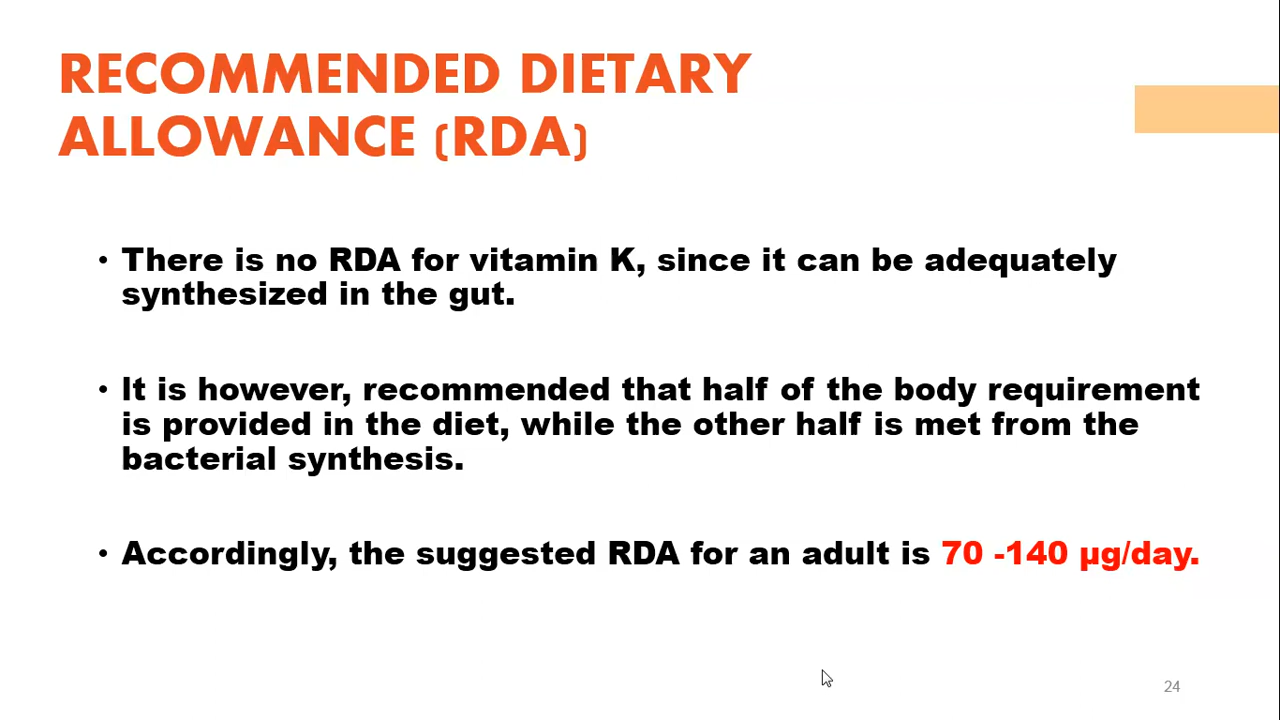 RECOMMENDED DIETARY
ALLOWANCE (RDA)
• There is no RDA for vitamin K, since it can be adequately
synthesized in the gut.
• It is however, recommended that half of the body requirement
is provided in the diet, while the other half is met from the
bacterial synthesis.
• Accordingly, the suggested RDA for an adult is 70 -140 µg/day.
24